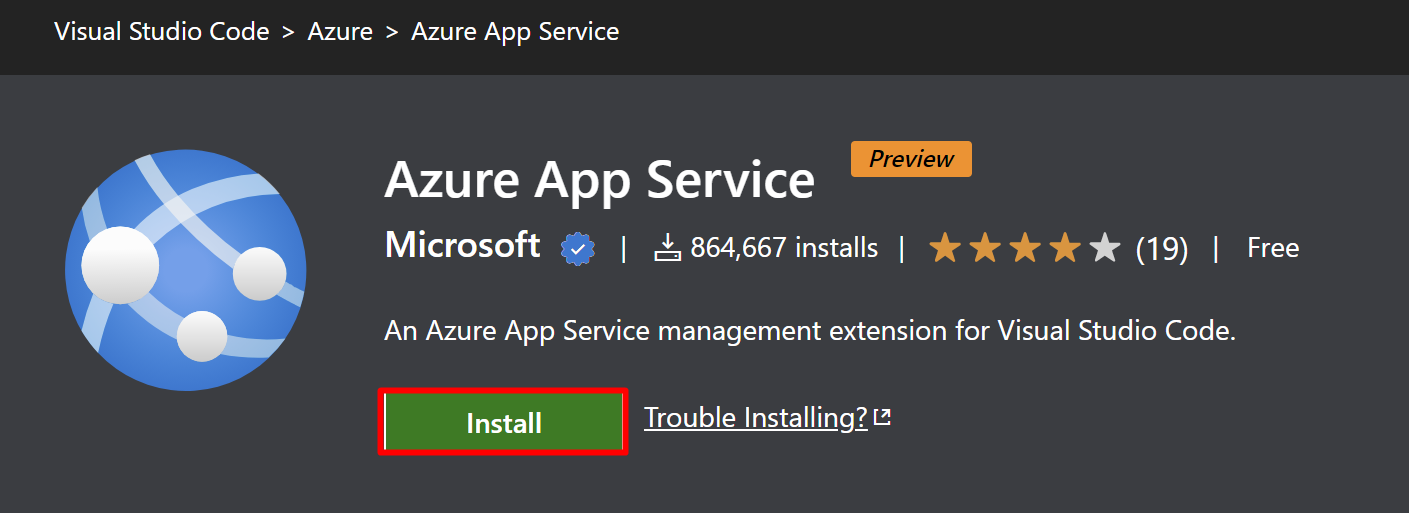 Visual Studio Code > Azure > Azure App Service
Azure App Service Preview
Microsoft | 864,667 installs | (19) | Free
An Azure App Service management extension for Visual Studio Code.
Install Trouble Installing?